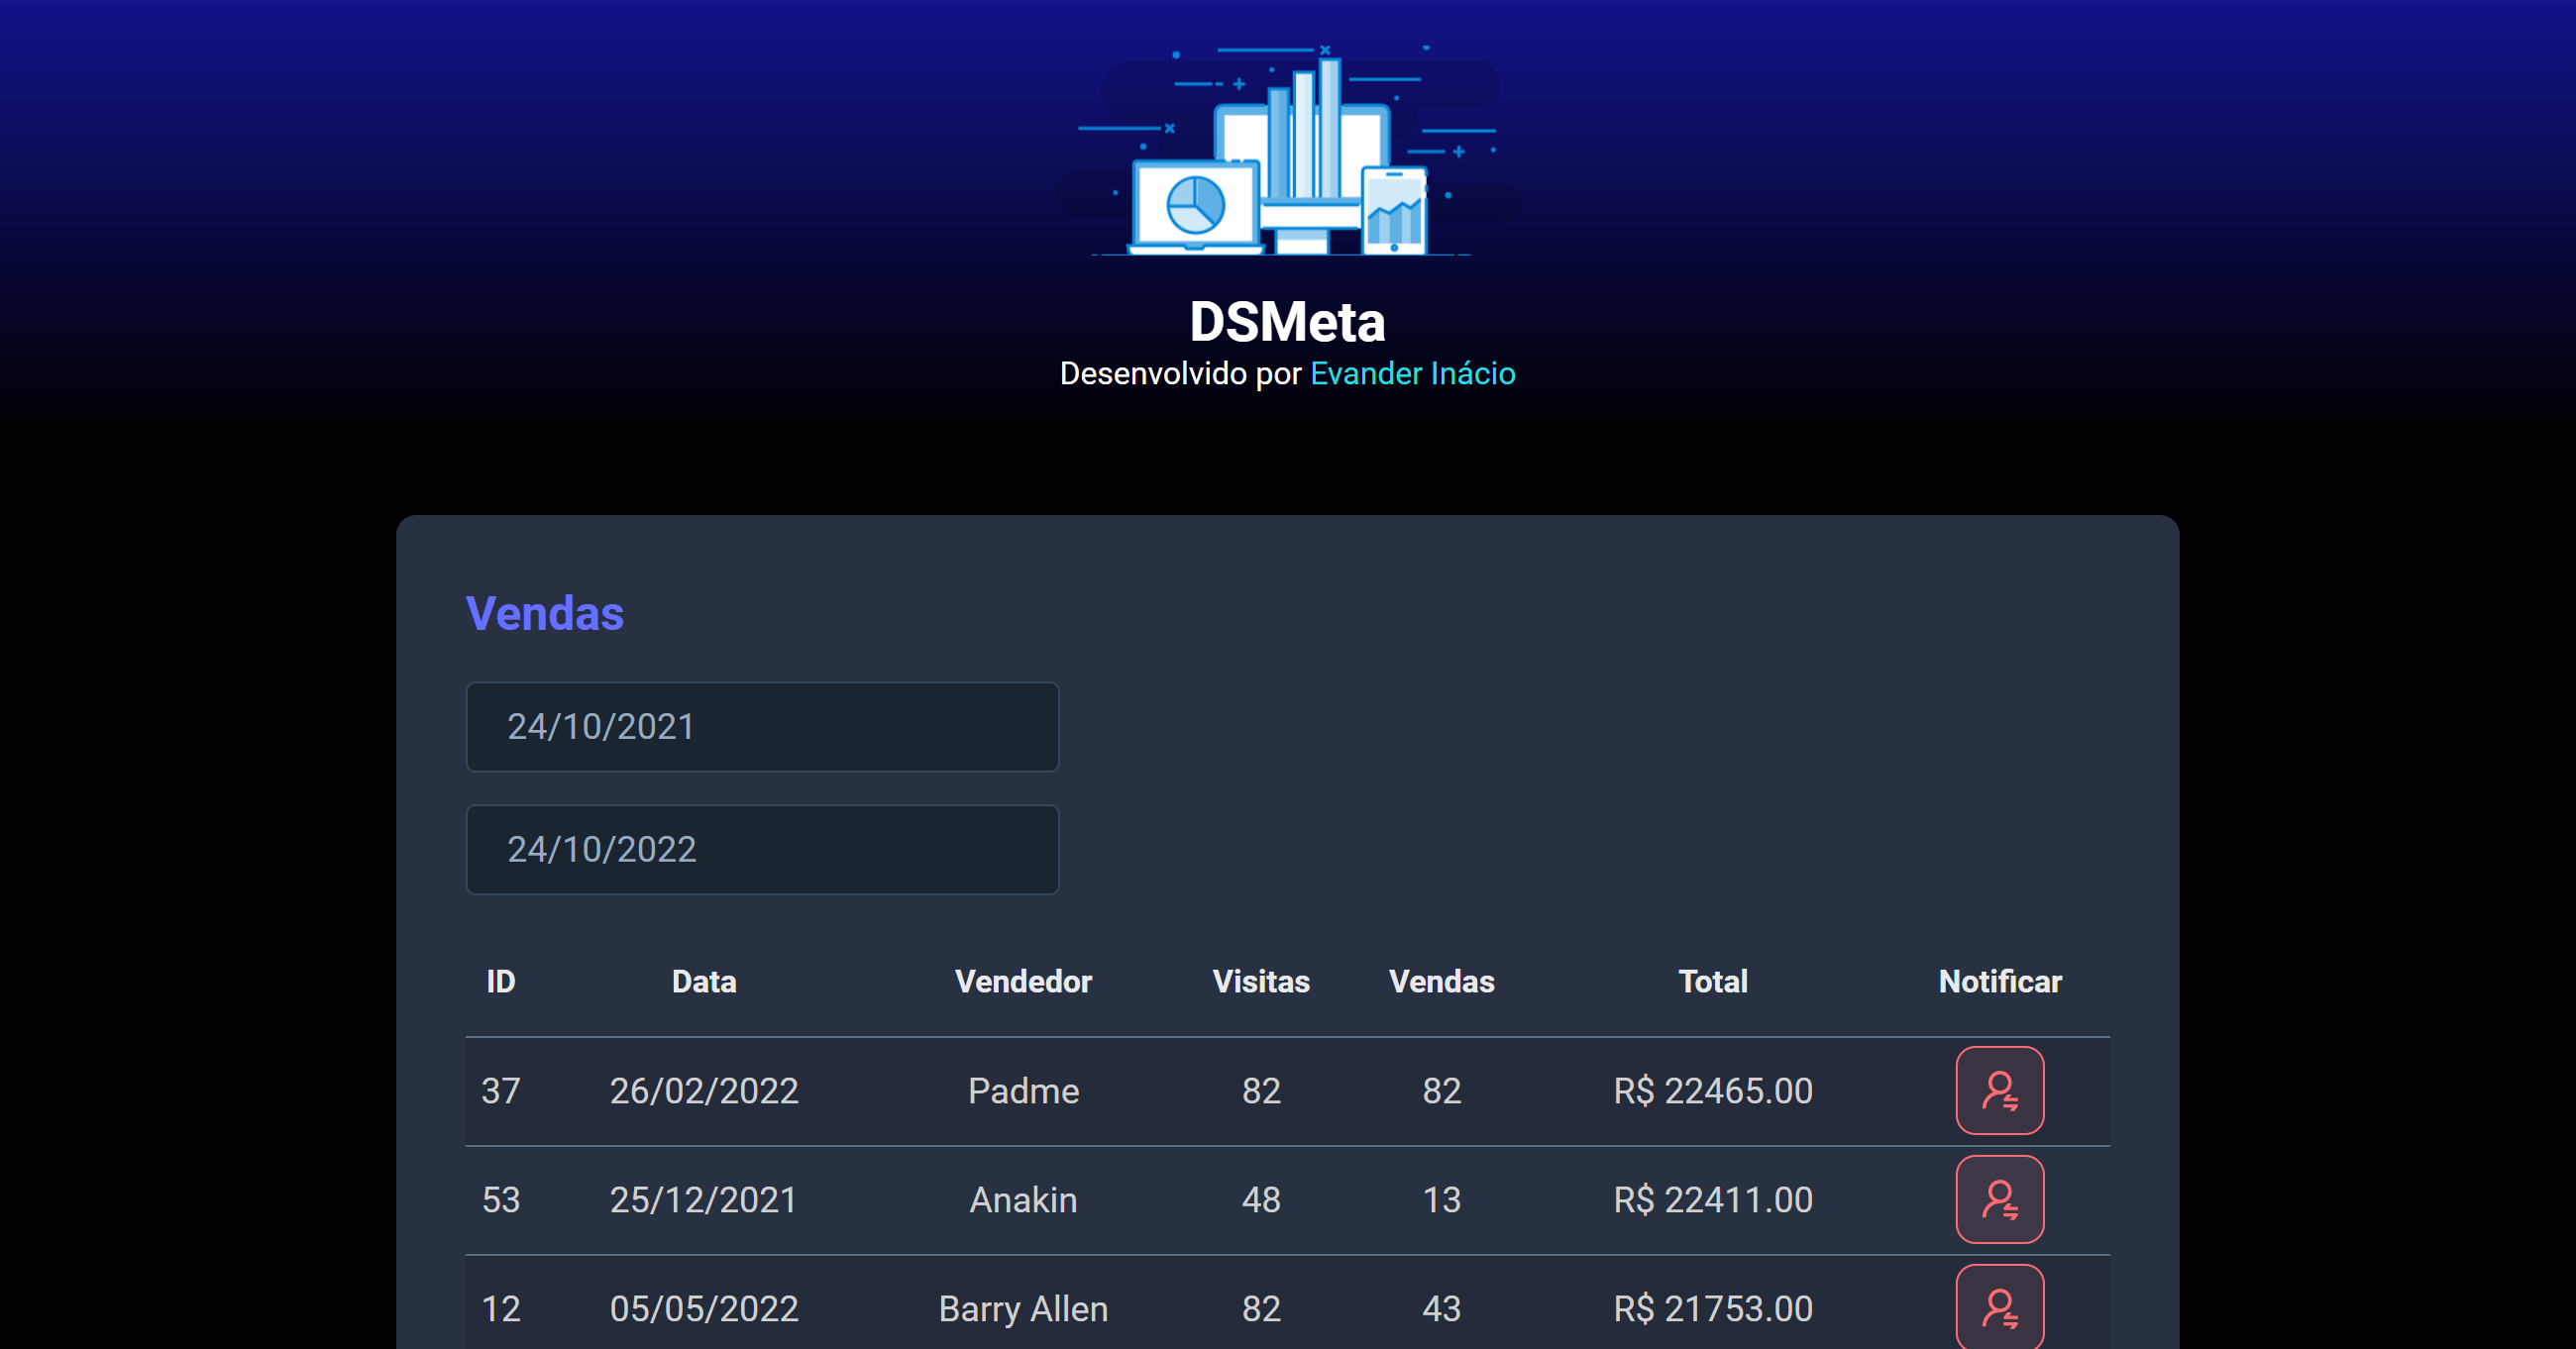 DSMeta
Desenvolvido por Evander Inácio
Vendas
24/10/2021
24/10/2022
ID Data Vendedor Visitas Vendas Total Notificar
37 26/02/2022 Padme 82 82 R$ 22465.00
53 25/12/2021 Anakin 48 13 R$ 22411.00
12 05/05/2022 Barry Allen 82 43 R$ 21753.00